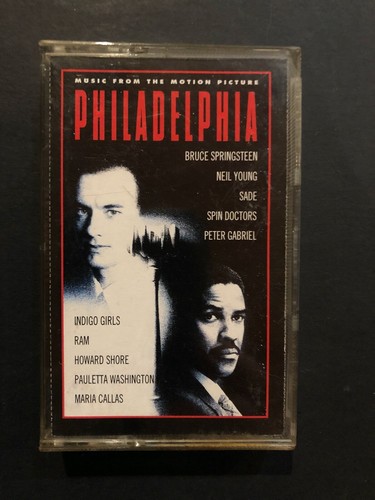 MUSIC FROM THE MOTION PICTURE
PHILADELPHIA
BRUCE SPRINGSTEEN
NEIL YOUNG
SADE
SPIN DOCTORS
PETER GABRIEL
INDIGO GIRLS
RAM
HOWARD SHORE
PAULETTA WASHINGTON
MARIA CALLAS